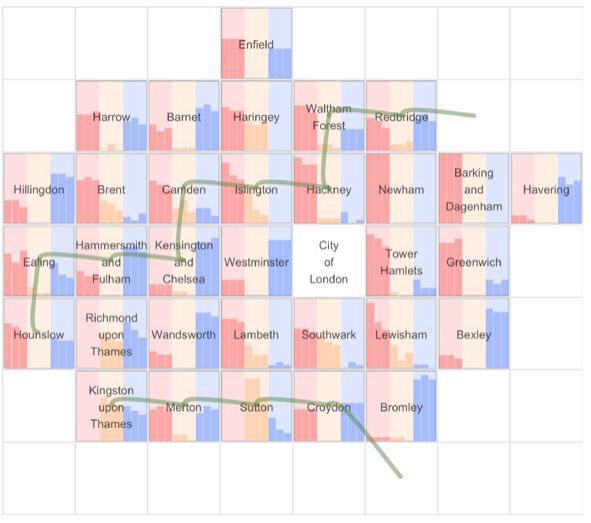 Enfield
Harrow
Barnet
Haringey
Waltham
Forest
Redbridge
Hillingdon
Brent
Camden
Islington
Hackney
Newham
Barking
and
Dagenham
Havering
Ealing
Hammersmith
and
Fulham
Kensington
and
Chelsea
Westminster
City
of
London
Tower
Hamlets
Greenwich
Hounslow
Richmond
upon
Thames
Wandsworth
Lambeth
Southwark
Lewisham
Bexley
Kingston
upon
Thames
Merton
Sutton
Croydon
Bromley